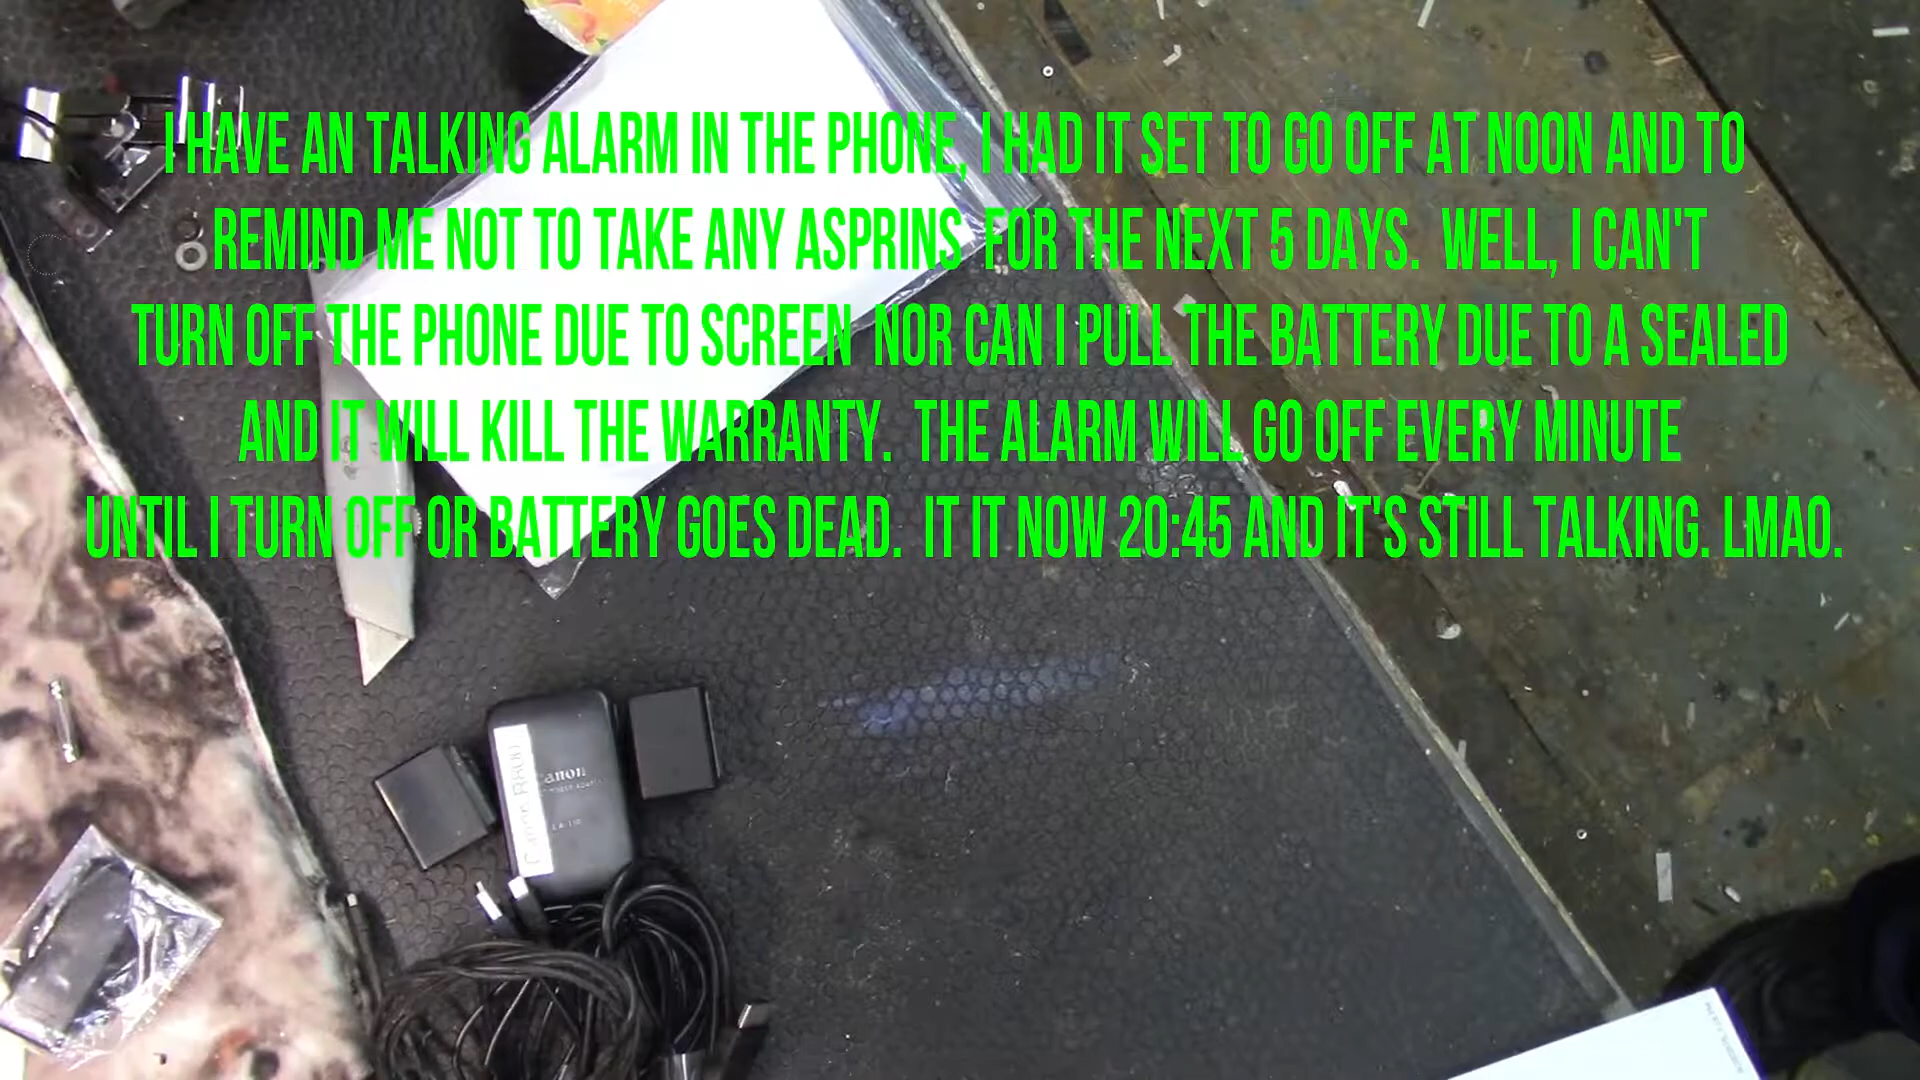 I HAVE AN TALKING ALARM IN THE PHONE, I HAD IT SET TO GO OFF AT NOON AND TO
REMIND ME NOT TO TAKE ANY ASPRINS FOR THE NEXT 5 DAYS. WELL, I CAN'T
TURN OFF THE PHONE DUE TO SCREEN NOR CAN I PULL THE BATTERY DUE TO A SEALED
AND IT WILL KILL THE WARRANTY. THE ALARM WILL GO OFF EVERY MINUTE
UNTIL I TURN OFF OR BATTERY GOES DEAD. IT IT NOW 20:45 AND IT'S STILL TALKING. LMAO.
Canon
Canon R800